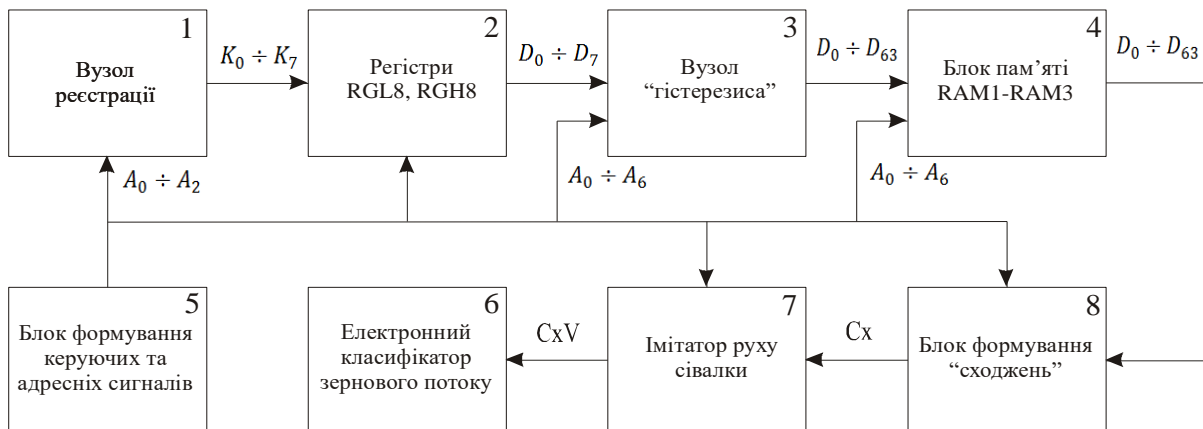 1
Вузол
реєстрації
K₀ ÷ K₇
2
Регістри
RGL8, RGH8
D₀ ÷ D₇
3
Вузол
“гістерезиса”
D₀ ÷ D₆₃
4
Блок пам’яті
RAM1-RAM3
D₀ ÷ D₆₃
A₀ ÷ A₂
A₀ ÷ A₆
A₀ ÷ A₆
5
Блок формування
керуючих та
адресніх сигналів
6
Електронний
класифікатор
зернового потоку
CxV
7
Імітатор руху
сівалки
Cx
8
Блок формування
“сходжень”